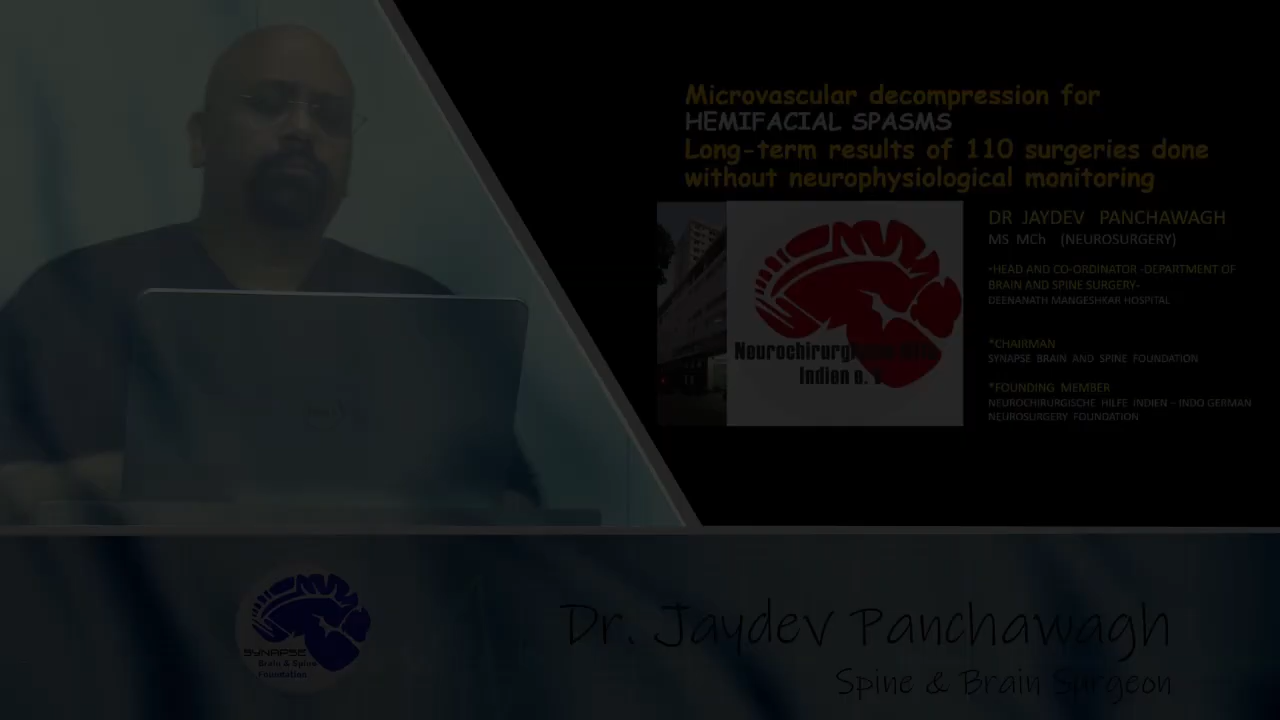 Microvascular decompression for
HEMIFACIAL SPASMS
Long-term results of 110 surgeries done
without neurophysiological monitoring
DR JAYDEV PANCHAWAGH
MS MCh (NEUROSURGERY)
•HEAD AND CO-ORDINATOR -DEPARTMENT OF
BRAIN AND SPINE SURGERY-
DEENANATH MANGESHKAR HOSPITAL
*CHAIRMAN
SYNAPSE BRAIN AND SPINE FOUNDATION
*FOUNDING MEMBER
NEUROCHIRURGISCHE HILFE INDIEN – INDO GERMAN
NEUROSURGERY FOUNDATION
Indien e. V
SYNAPSE
Brain & Spine
Foundation
Dr. Jaydev Panchawagh
Spine & Brain Surgeon